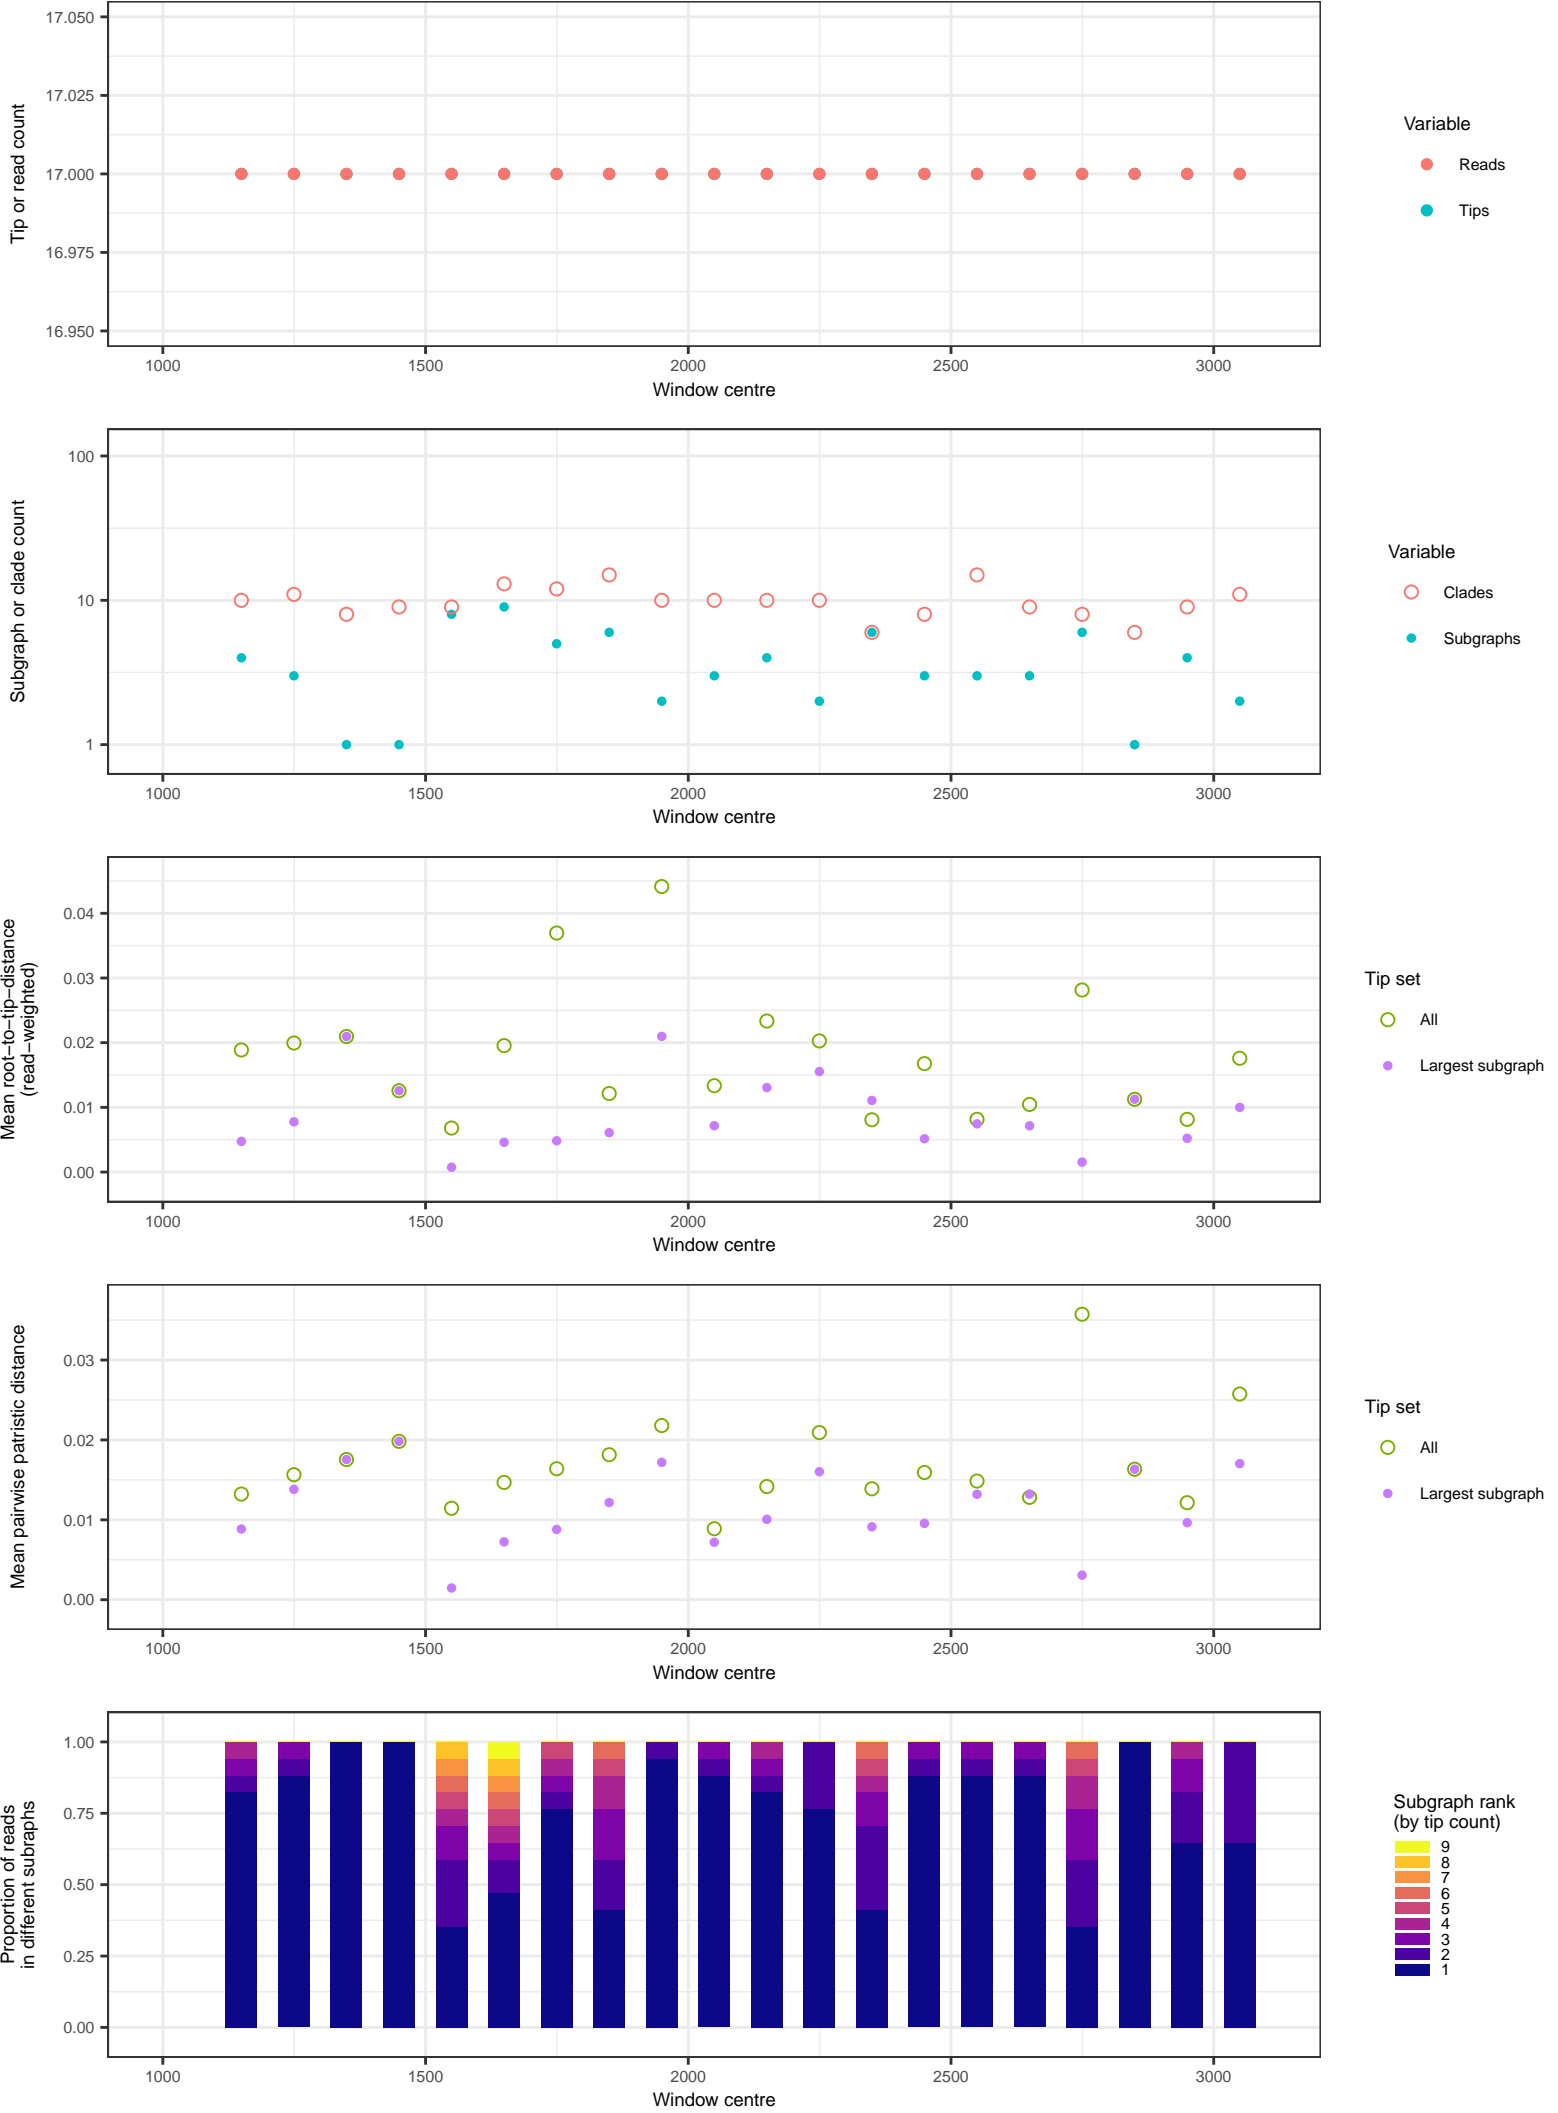 17.050
17.025
17.000
16.975
16.950
Tip or read count
1000 1500 2000 2500 3000
Window centre
Variable
Reads
Tips
100
10
1
Subgraph or clade count
1000 1500 2000 2500 3000
Window centre
Variable
Clades
Subgraphs
0.04
0.03
0.02
0.01
0.00
Mean root−to−tip−distance
(read−weighted)
1000 1500 2000 2500 3000
Window centre
Tip set
All
Largest subgraph
0.03
0.02
0.01
0.00
Mean pairwise patristic distance
1000 1500 2000 2500 3000
Window centre
Tip set
All
Largest subgraph
1.00
0.75
0.50
0.25
0.00
Proportion of reads
in different subraphs
1000 1500 2000 2500 3000
Window centre
Subgraph rank
(by tip count)
9
8
7
6
5
4
3
2
1